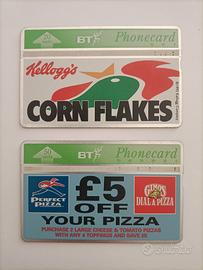 BT Phonecard
Kellogg's
CORN FLAKES
BT Phonecard
PERFECT PIZZA
£5
OFF
GINO'S
DIAL A PIZZA
YOUR PIZZA
PURCHASE 2 LARGE CHEESE & TOMATO PIZZAS
WITH ANY 4 TOPPINGS AND SAVE £5